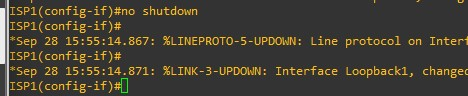 ISP1(config-if)#no shutdown
ISP1(config-if)#
*Sep 28 15:55:14.867: %LINEPROTO-5-UPDOWN: Line protocol on Interf
ISP1(config-if)#
*Sep 28 15:55:14.871: %LINK-3-UPDOWN: Interface Loopback1, changed
ISP1(config-if)#